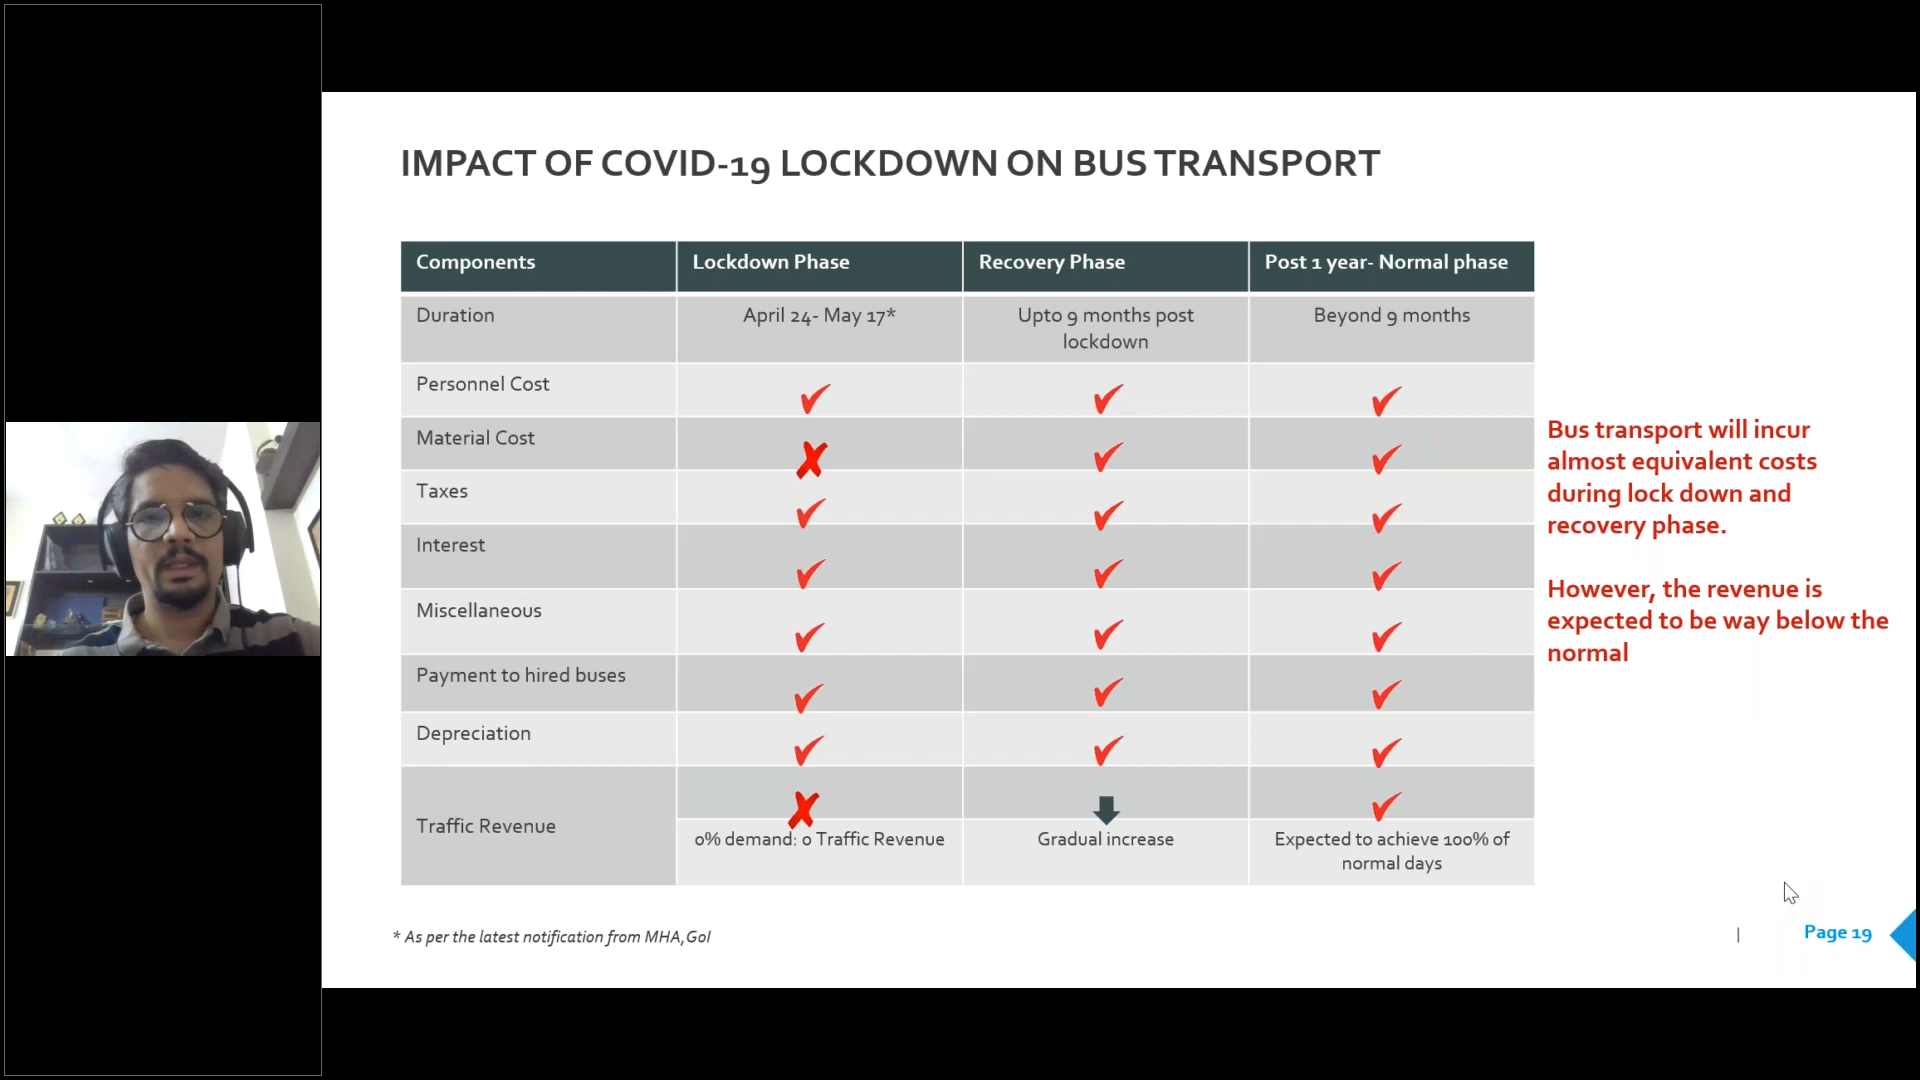 IMPACT OF COVID-19 LOCKDOWN ON BUS TRANSPORT
Components
Lockdown Phase
Recovery Phase
Post 1 year- Normal phase
Duration
April 24- May 17*
Upto 9 months post
lockdown
Beyond 9 months
Personnel Cost
Material Cost
Taxes
Interest
Miscellaneous
Payment to hired buses
Depreciation
Traffic Revenue
0% demand: 0 Traffic Revenue
Gradual increase
Expected to achieve 100% of
normal days
Bus transport will incur
almost equivalent costs
during lock down and
recovery phase.
However, the revenue is
expected to be way below the
normal
* As per the latest notification from MHA,GoI
|
Page 19